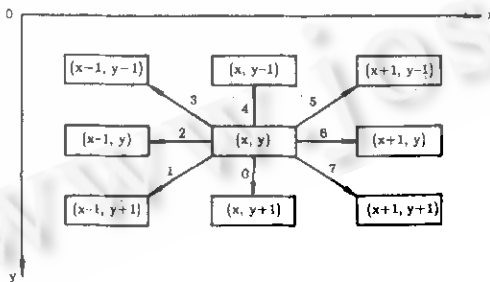 0
(x-1, y-1) (x, y-1) (x+1, y-1)
3 4 5
(x-1, y) 2 (x, y) 6 (x+1, y)
1 0 7
(x-1, y+1) (x, y+1) (x+1, y+1)
y